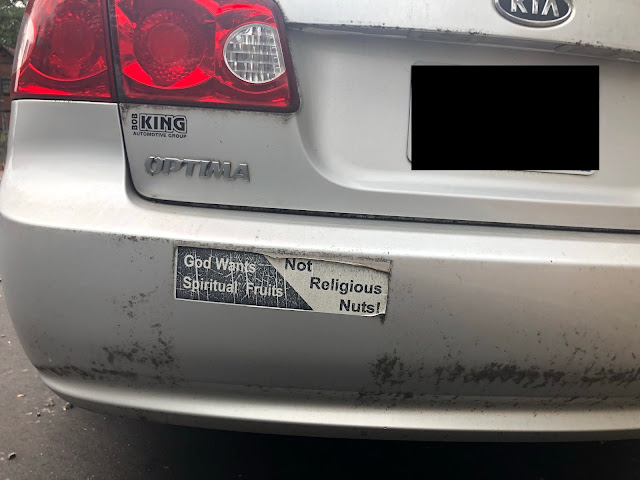 KIA
BOB
KING
AUTOMOTIVE GROUP
OPTIMA
God Wants
Spiritual Fruits
Not
Religious
Nuts!